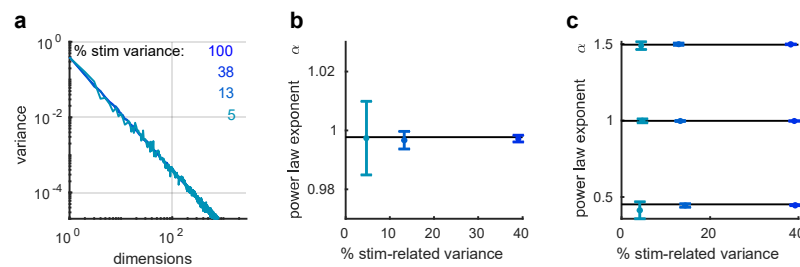 a
10^0
10^-2
10^-4
% stim variance:
100
38
13
5
variance
10^0
10^2
dimensions
b
α
power law exponent
1.02
1
0.98
0
10
20
30
40
% stim-related variance
c
α
power law exponent
1.5
1
0.5
0
20
40
% stim-related variance